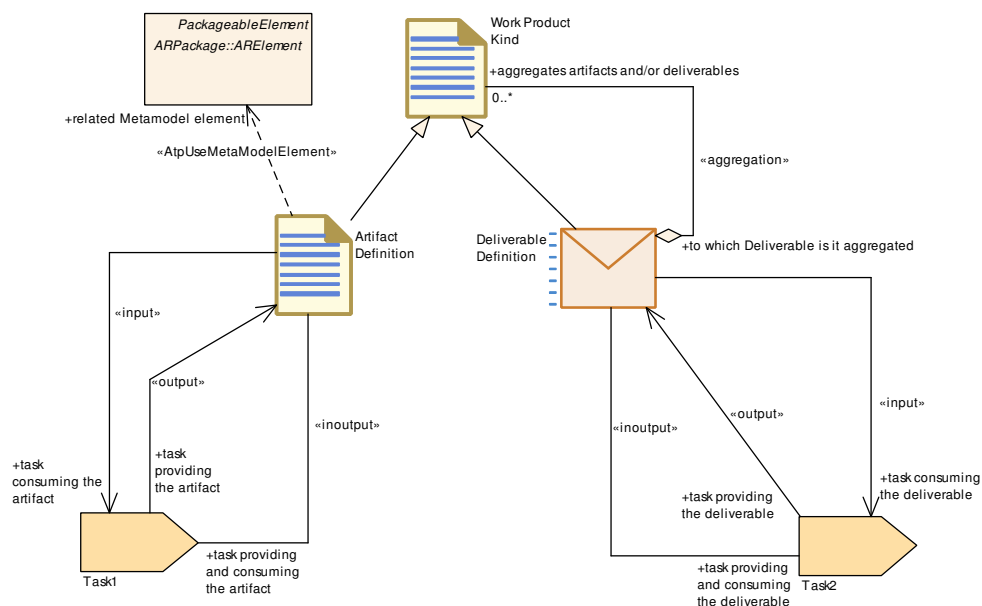 PackageableElement
ARPackage::ARElement
Work Product
Kind
+aggregates artifacts and/or deliverables
0..*
+related Metamodel element
«AtpUseMetaModelElement»
«aggregation»
Artifact
Definition
Deliverable
Definition
+to which Deliverable is it aggregated
«input»
«output»
«inoutput»
«inoutput»
«output»
«input»
+task
consuming the
artifact
+task
providing
the artifact
+task providing
the deliverable
+task consuming
the deliverable
+task providing
and consuming
the artifact
Task1
+task providing
and consuming
the deliverable
Task2